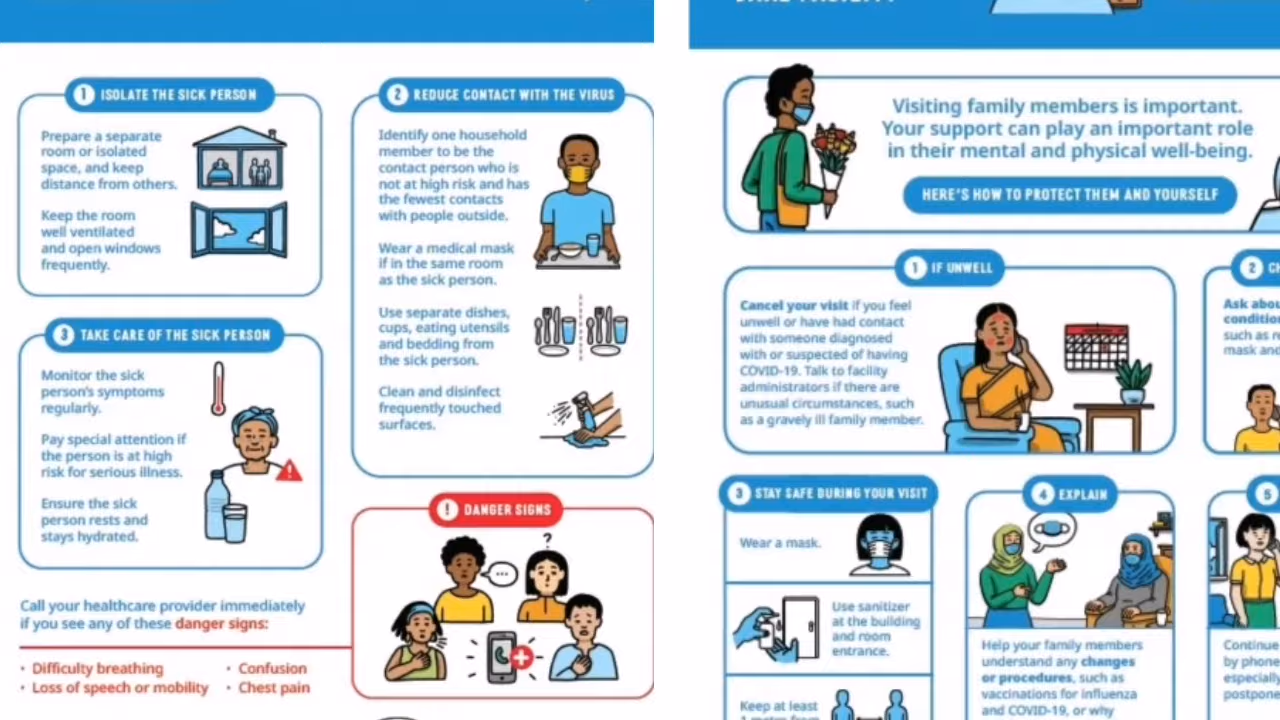 1 ISOLATE THE SICK PERSON
Prepare a separate
room or isolated
space, and keep
distance from others.
Keep the room
well ventilated
and open windows
frequently.
2 REDUCE CONTACT WITH THE VIRUS
Identify one household
member to be the
contact person who is
not at high risk and has
the fewest contacts
with people outside.
Wear a medical mask
if in the same room
as the sick person.
Use separate dishes,
cups, eating utensils
and bedding from
the sick person.
Clean and disinfect
frequently touched
surfaces.
3 TAKE CARE OF THE SICK PERSON
Monitor the sick
person's symptoms
regularly.
Pay special attention if
the person is at high
risk for serious illness.
Ensure the sick
person rests and
stays hydrated.
! DANGER SIGNS
?
...
Call your healthcare provider immediately
if you see any of these danger signs:
• Difficulty breathing
• Loss of speech or mobility
• Confusion
• Chest pain
Visiting family members is important.
Your support can play an important role
in their mental and physical well-being.
HERE'S HOW TO PROTECT THEM AND YOURSELF
1 IF UNWELL
Cancel your visit if you feel
unwell or have had contact
with someone diagnosed
with or suspected of having
COVID-19. Talk to facility
administrators if there are
unusual circumstances, such
as a gravely ill family member.
2
Ask
such as
mask
3 STAY SAFE DURING YOUR VISIT
Wear a mask.
Use sanitizer
at the building
and room
entrance.
Keep at least
4 EXPLAIN
Help your family members
understand any changes
or procedures, such as
vaccinations for influenza
and COVID-19, or why
5
Continue
by phone
especially